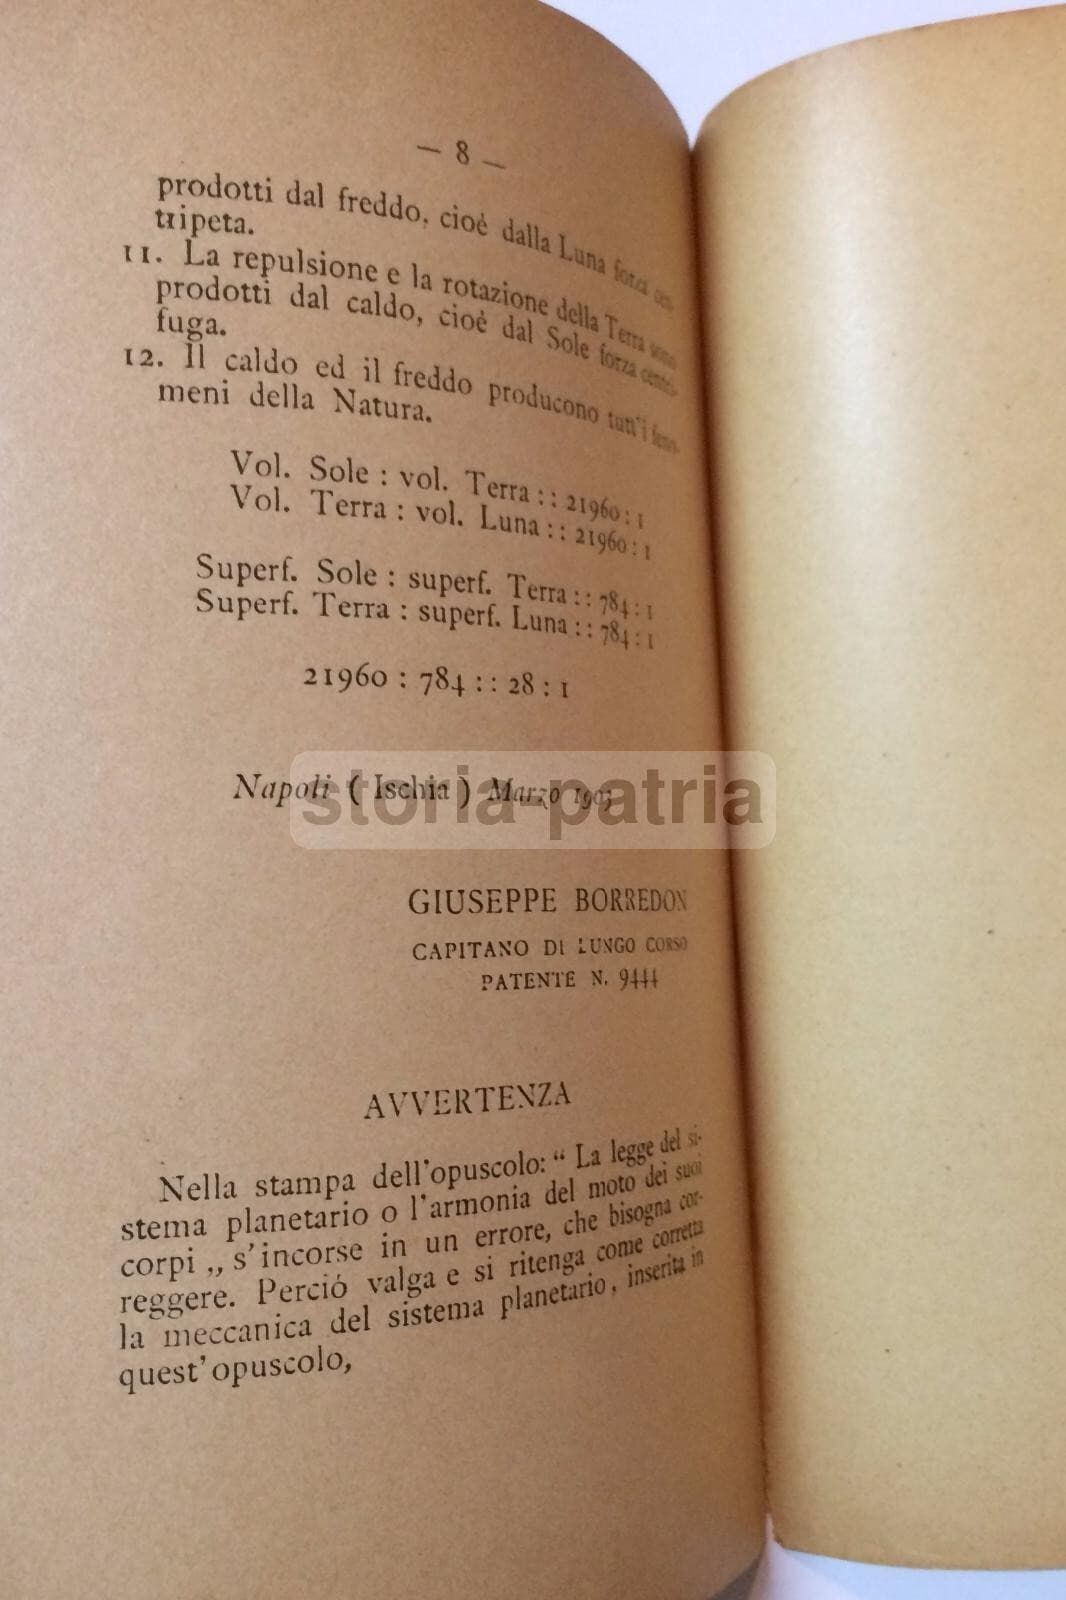 — 8 —
prodotti dal freddo, cioè dalla Luna forza cen-
tripeta.
11. La repulsione e la rotazione della Terra sono
prodotti dal caldo, cioè dal Sole forza centri-
fuga.
12. Il caldo ed il freddo producono tutt'i feno-
meni della Natura.
Vol. Sole : vol. Terra : : 21960 : 1
Vol. Terra : vol. Luna : : 21960 : 1
Superf. Sole : superf. Terra : : 784 : 1
Superf. Terra : superf. Luna : : 784 : 1
21960 : 784 : : 28 : 1
Napoli ( Ischia ) Marzo 1903
storia-patria
GIUSEPPE BORREDON
CAPITANO DI LUNGO CORSO
PATENTE N. 9444
AVVERTENZA
Nella stampa dell'opuscolo: “ La legge del si-
stema planetario o l'armonia del moto dei suoi
corpi „ s'incorse in un errore, che bisogna cor-
reggere. Perció valga e si ritenga come corretta
la meccanica del sistema planetario, inserita in
quest'opuscolo,